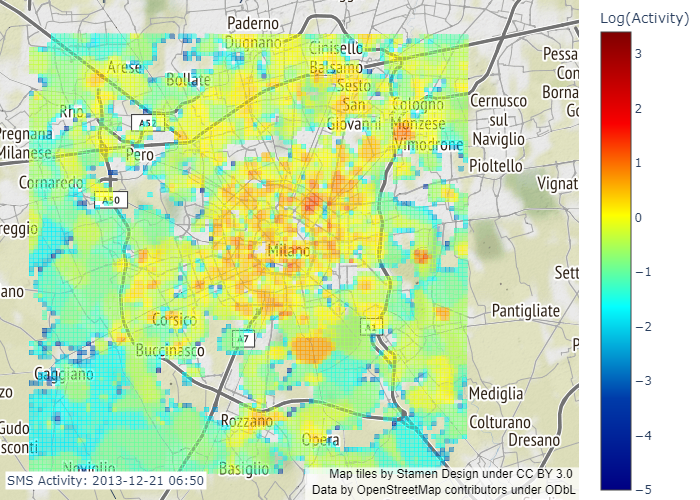 Log(Activity)
3
2
1
0
−1
−2
−3
−4
−5
Paderno
Dugnano
Cinisello
Balsamo
Arese
Bollate
Sesto
San
Giovanni
Cologno
Monzese
Vimodrone
Cernusco
sul
Naviglio
Pessa
Con
Borna
Go
Rho
A52
Pregnana
Milanese
Pero
Pioltello
Cornaredo
A50
Vignat
reggio
Milano
Sett
ano
Pantigliate
Corsico
A7
A1
Buccinasco
P
Gaggiano
zo
Mediglia
Rozzano
Colturano
Gudo
sconti
Opera
Dresano
Noviglio
Basiglio
SMS Activity: 2013-12-21 06:50
Map tiles by Stamen Design under CC BY 3.0
Data by OpenStreetMap contributors under ODbL